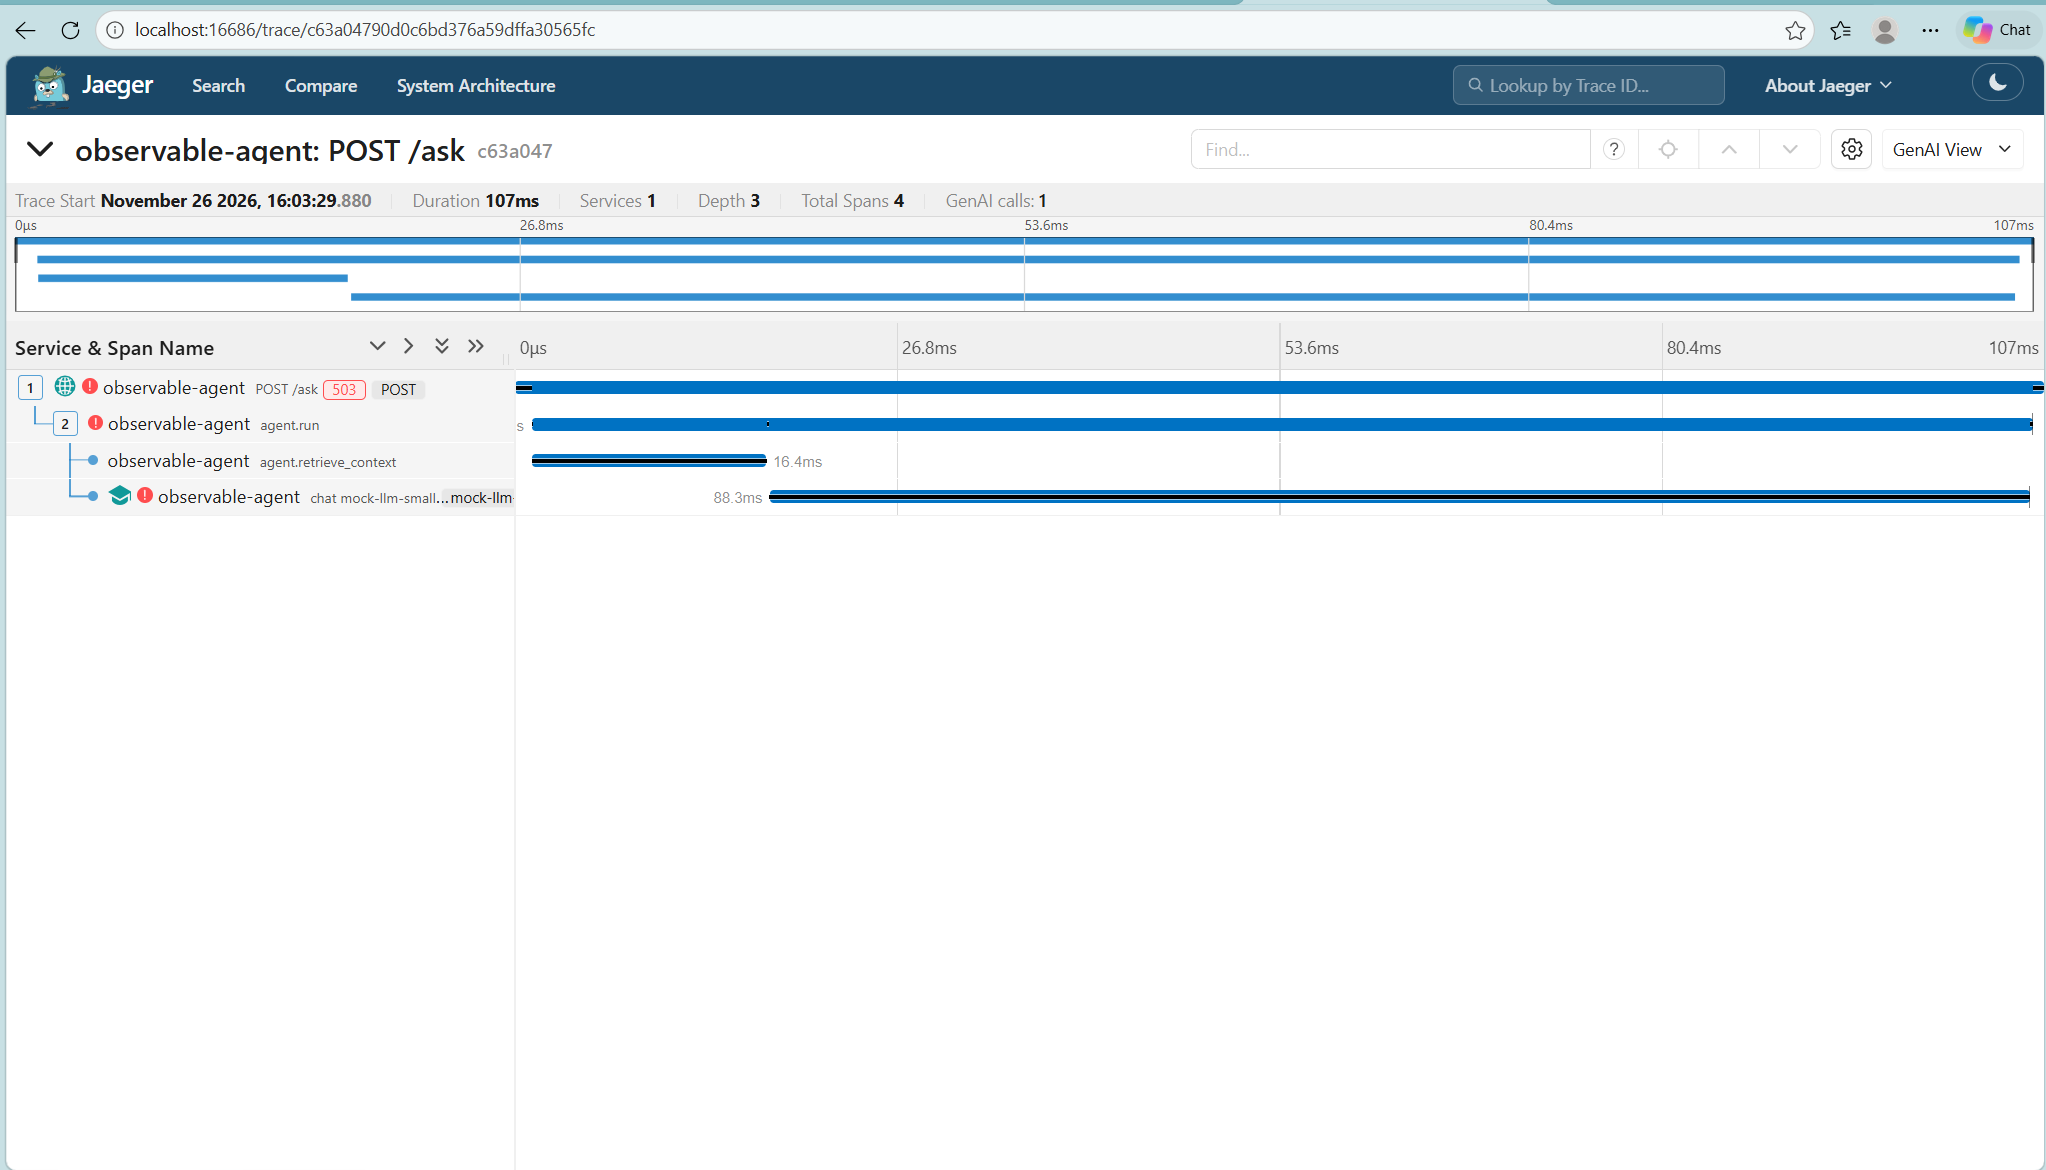 localhost:16686/trace/c63a04790d0c6bd376a59dffa30565fc
Chat
Jaeger
Search
Compare
System Architecture
Lookup by Trace ID...
About Jaeger
observable-agent: POST /ask c63a047
Find...
?
GenAI View
Trace Start November 26 2026, 16:03:29.880
Duration 107ms
Services 1
Depth 3
Total Spans 4
GenAI calls: 1
0μs
26.8ms
53.6ms
80.4ms
107ms
Service & Span Name
0μs
26.8ms
53.6ms
80.4ms
107ms
1 observable-agent POST /ask 503 POST
2 observable-agent agent.run
s
observable-agent agent.retrieve_context
16.4ms
observable-agent chat mock-llm-small... mock-llm-
88.3ms